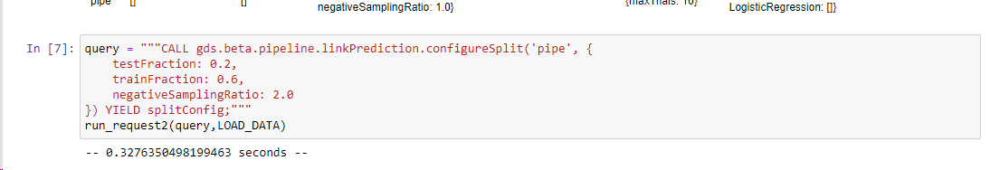 pipe [] [] negativeSamplingRatio: 1.0} {maxTrials: 10} LogisticRegression: []}
In [7]: query = """CALL gds.beta.pipeline.linkPrediction.configureSplit('pipe', {
testFraction: 0.2,
trainFraction: 0.6,
negativeSamplingRatio: 2.0
}) YIELD splitConfig;"""
run_request2(query,LOAD_DATA)
-- 0.3276350498199463 seconds --